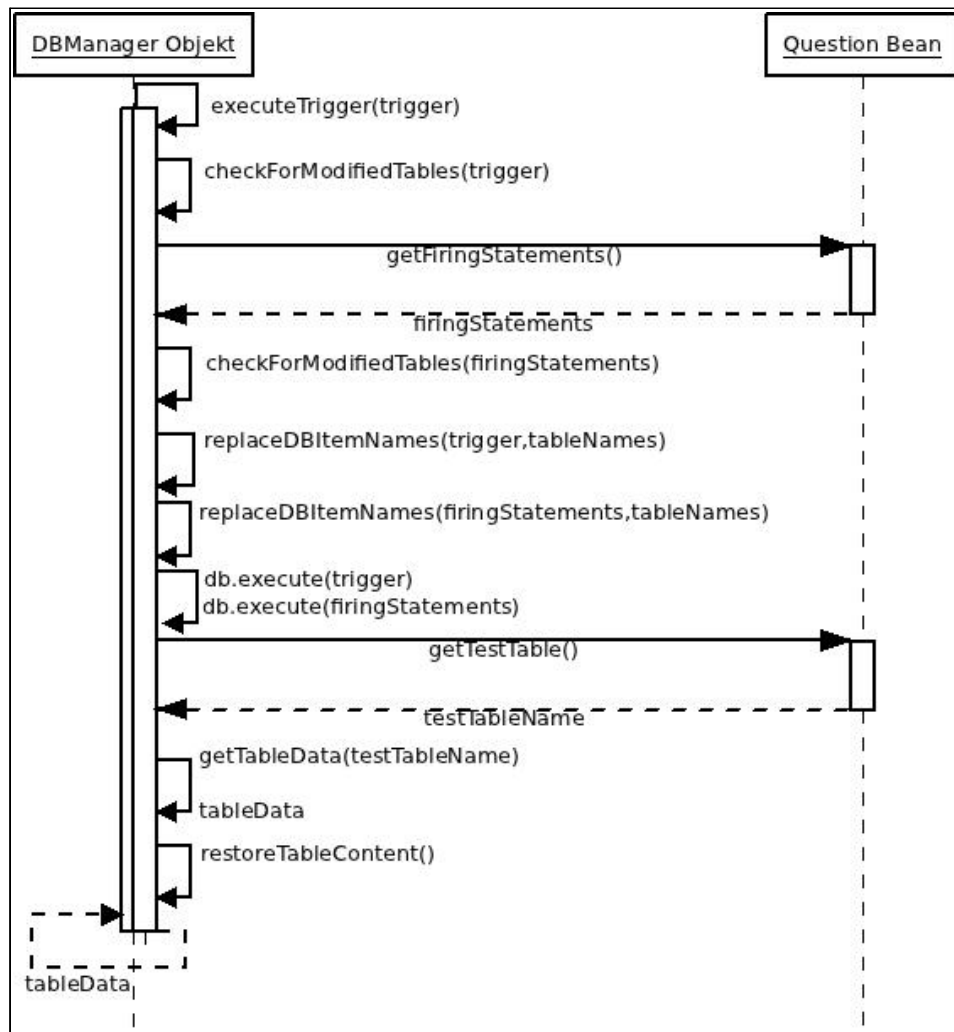 DBManager Objekt
Question Bean
executeTrigger(trigger)
checkForModifiedTables(trigger)
getFiringStatements()
firingStatements
checkForModifiedTables(firingStatements)
replaceDBItemNames(trigger,tableNames)
replaceDBItemNames(firingStatements,tableNames)
db.execute(trigger)
db.execute(firingStatements)
getTestTable()
testTableName
getTableData(testTableName)
tableData
restoreTableContent()
tableData